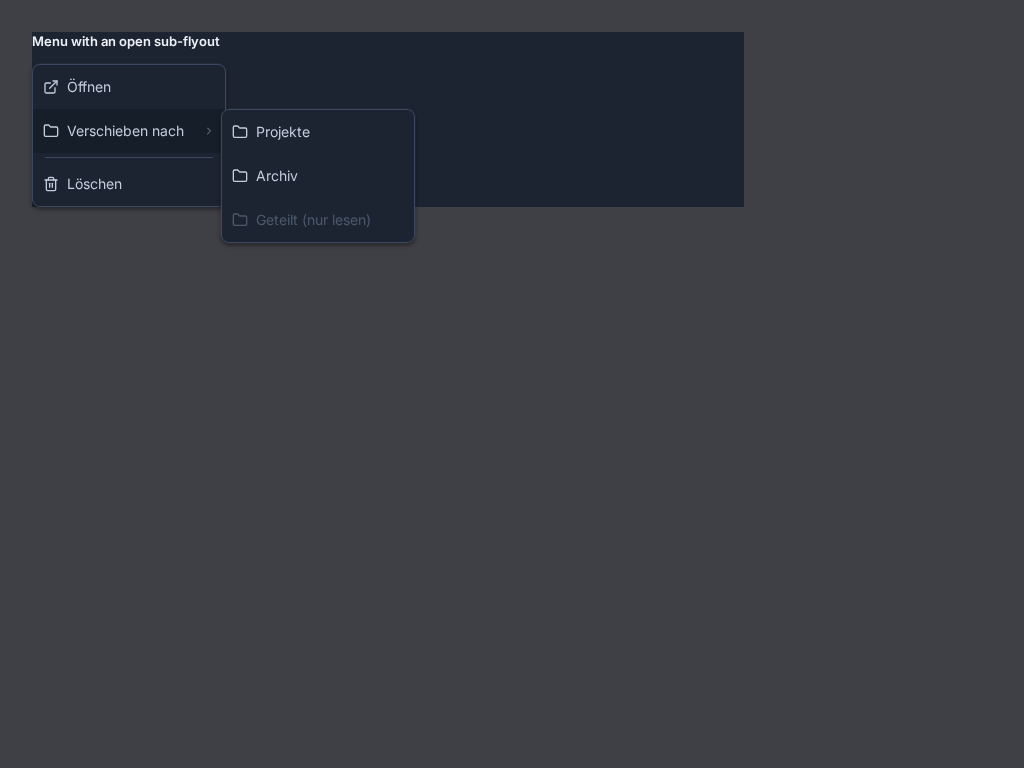 Menu with an open sub-flyout
Öffnen
Verschieben nach
Löschen
Projekte
Archiv
Geteilt (nur lesen)